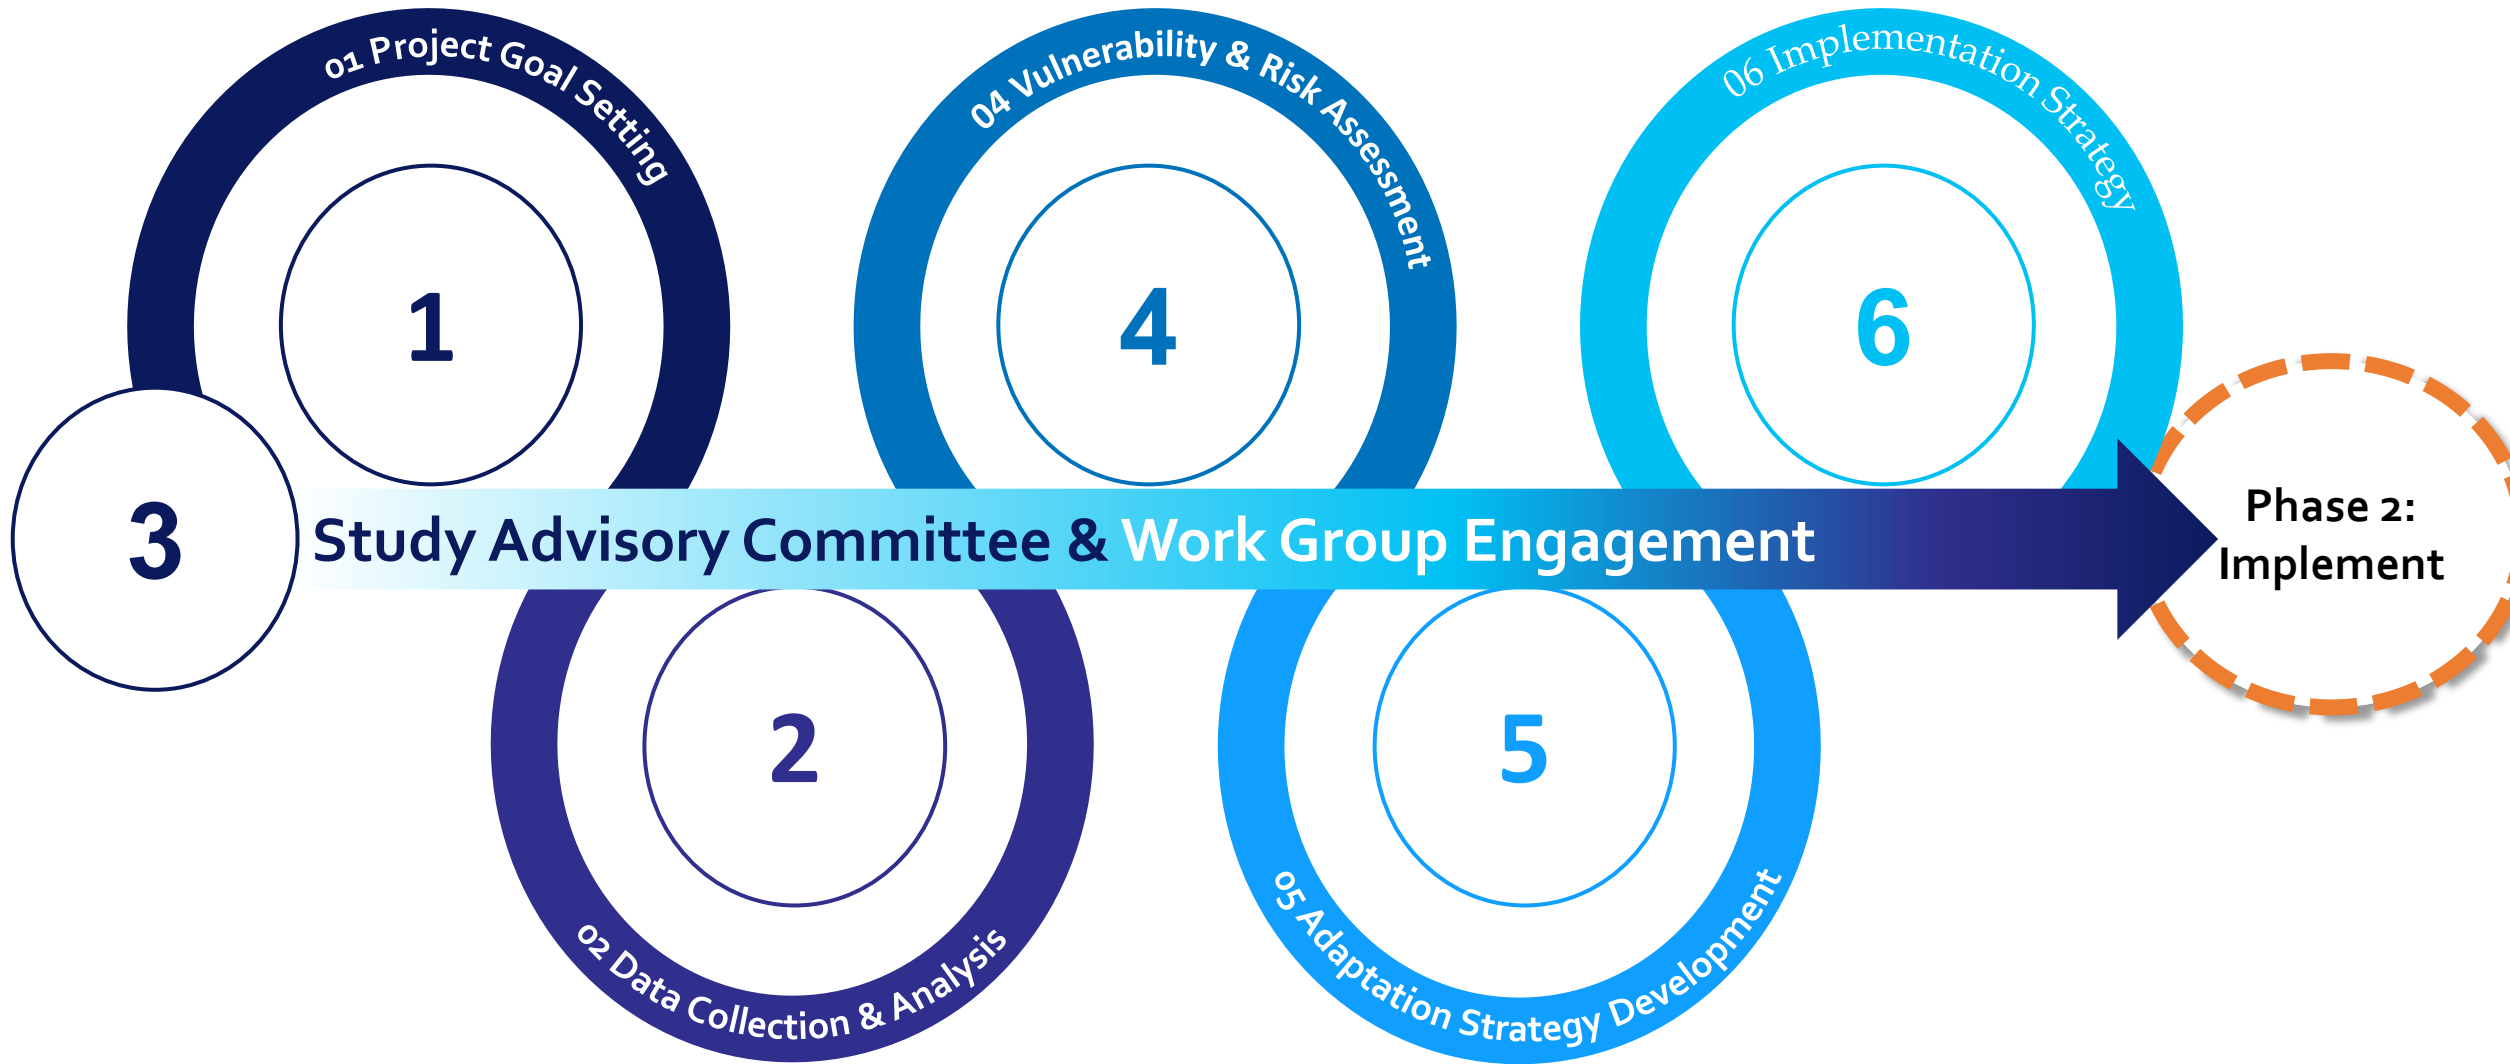 01 Project Goal Setting
1
04 Vulnerability & Risk Assessment
4
06 Implementation Strategy
6
3
Study Advisory Committee & Work Group Engagement
Phase 2:
Implement
2
02 Data Collection & Analysis
5
05 Adaptation Strategy Development